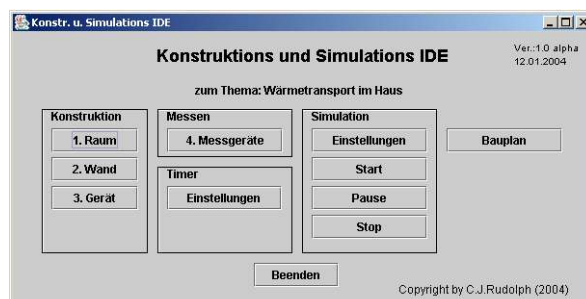 Konstr. u. Simulations IDE
Konstruktions und Simulations IDE
Ver.:1.0 alpha
12.01.2004
zum Thema: Wärmetransport im Haus
Konstruktion
1. Raum
2. Wand
3. Gerät
Messen
4. Messgeräte
Timer
Einstellungen
Simulation
Einstellungen
Start
Pause
Stop
Bauplan
Beenden
Copyright by C.J.Rudolph (2004)